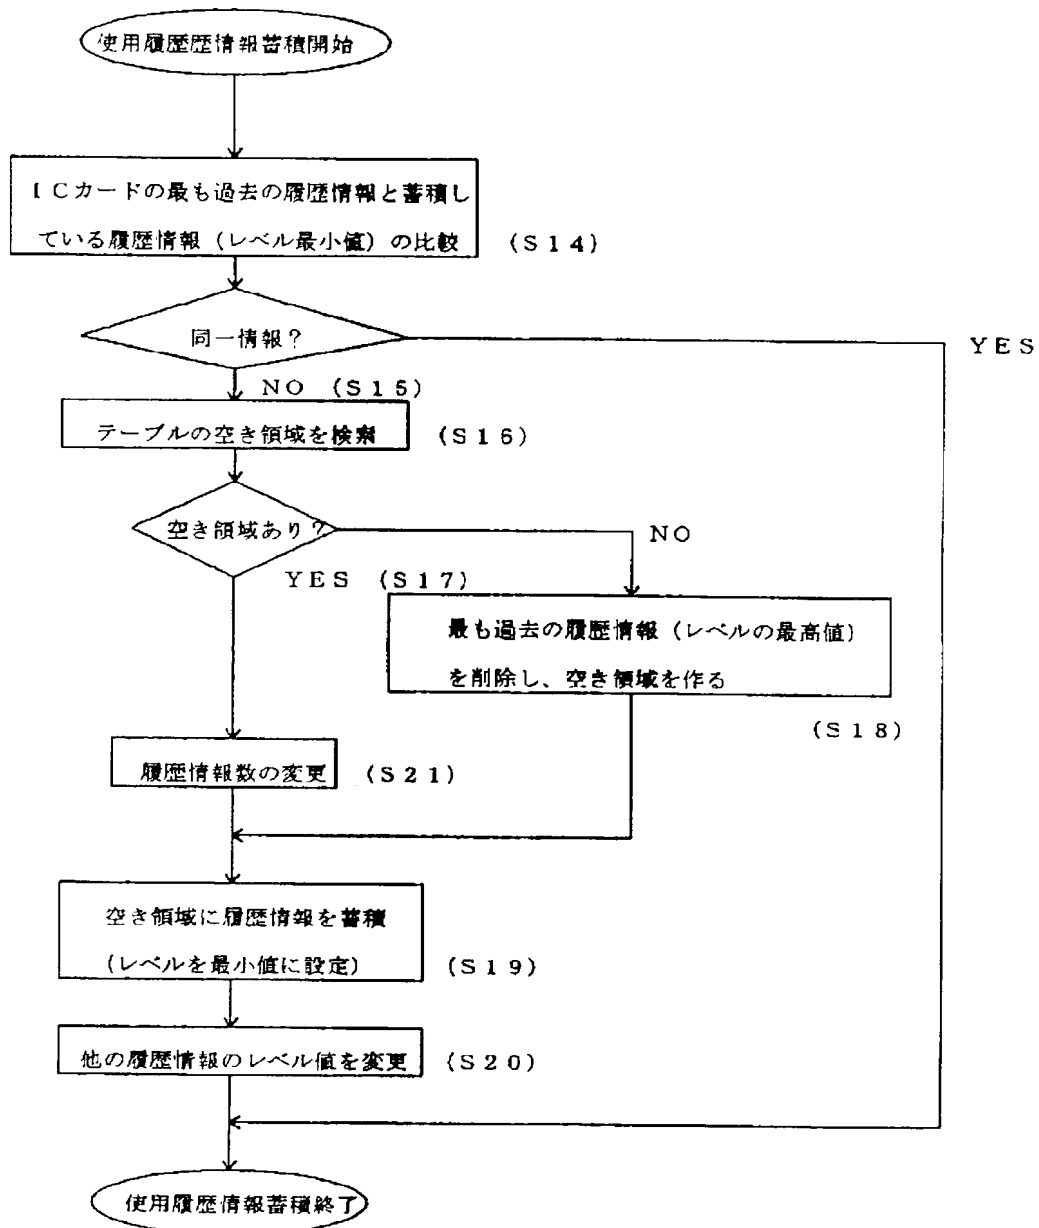 使用履歴歴情報蓄積開始
ICカードの最も過去の履歴情報と蓄積し
ている履歴情報（レベル最小値）の比較
（S14）
同一情報？
YES
NO （S15）
テーブルの空き領域を検索
（S16）
空き領域あり？
NO
YES （S17）
最も過去の履歴情報（レベルの最高値）
を削除し、空き領域を作る
（S18）
履歴情報数の変更
（S21）
空き領域に履歴情報を蓄積
（レベルを最小値に設定）
（S19）
他の履歴情報のレベル値を変更
（S20）
使用履歴情報蓄積終了